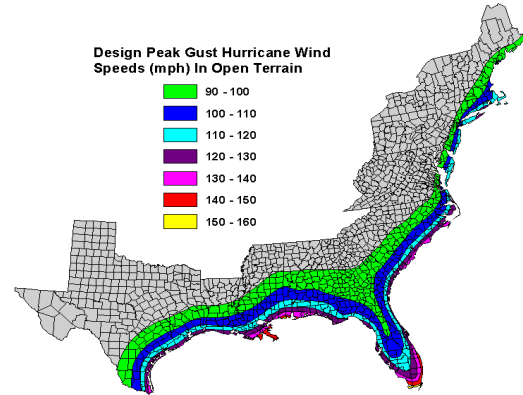 Design Peak Gust Hurricane Wind
Speeds (mph) In Open Terrain
90 - 100
100 - 110
110 - 120
120 - 130
130 - 140
140 - 150
150 - 160